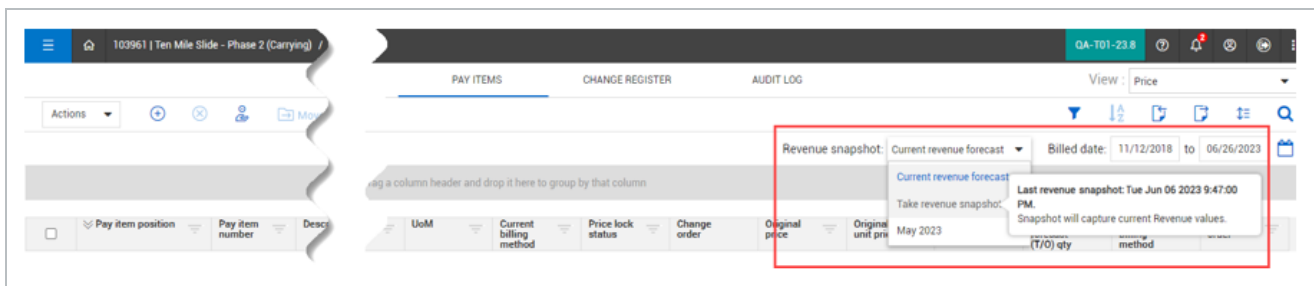 103961 | Ten Mile Slide - Phase 2 (Carrying) /
QA-T01-23.8
2
PAY ITEMS CHANGE REGISTER AUDIT LOG View : Price
Actions
Revenue snapshot: Current revenue forecast Billed date: 11/12/2018 to 06/26/2023
a column header and drop it here to group by that column
Current revenue forecast
Take revenue snapshot
May 2023
Last revenue snapshot: Tue Jun 06 2023 9:47:00
PM.
Snapshot will capture current Revenue values.
Pay item position
Pay item
number
UoM
Current
billing
method
Price lock
status
Change
order
Original
price
Original
unit
(T/O) qty
method